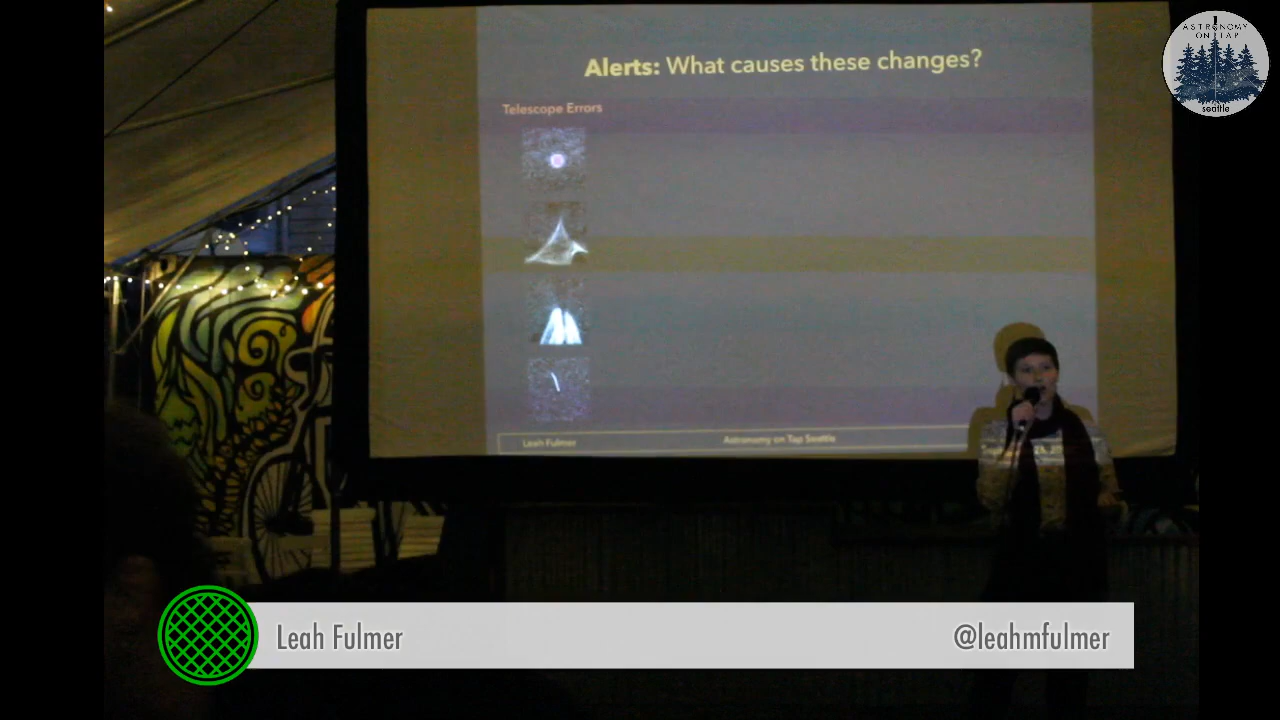 ASTRONOMY
ON TAP
seattle
Alerts: What causes these changes?
Telescope Errors
Leah Fulmer
Astronomy on Tap Seattle
Leah Fulmer
@leahmfulmer